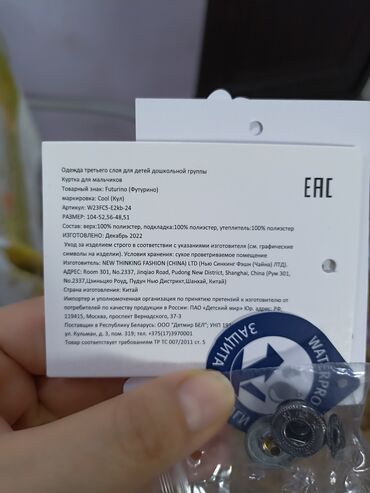 Одежда третьего слоя для детей дошкольной группы
Куртка для мальчиков
Товарный знак: Futurino (Футурино)
маркировка: Cool (Кул)
Артикул: W23FC5-E2kb-24
РАЗМЕР: 104-52,56-48,51
Состав: верх:100% полиэстер, подкладка:100% полиэстер, утеплитель:100% полиэстер
ИЗГОТОВЛЕНО: Декабрь 2022
Уход за изделием строго в соответствии с указаниями изготовителя (см. графические
символы на изделии). Условия хранения: сухое проветриваемое помещение
Изготовитель: NEW THINKING FASHION (CHINA) LTD (Нью Синкинг Фэшн (Чайна) ЛТД).
АДРЕС: Room 301, No.2337, Jinqiao Road, Pudong New District, Shanghai, China (Рум 301,
No.2337,Цзиньцяо Роуд, Пудун Нью Дистрикт,Шанхай, Китай)
Страна изготовления: Китай
Импортер и уполномоченная организация по принятию претензий к изготовителю от
потребителей по качеству продукции в России: ПАО «Детский мир» Юр. адрес: РФ,
119415, Москва, проспект Вернадского, 37-3
Поставщик в Республику Беларусь: ООО "Детмир БЕЛ"; УНП
ул. Кульман, д. 3, пом. 319; тел: +375(17)3970001
Товар соответствует требованиям ТР ТС 007/2011 ст. 5
EAC
ЗАЩИТА
WATERPRO